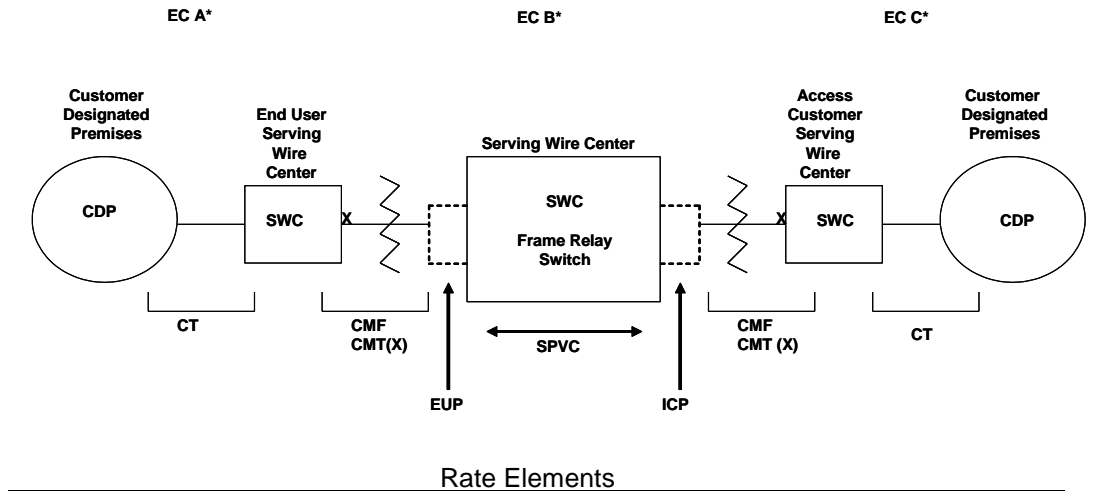 EC A*
EC B*
EC C*
Customer
Designated
Premises
End User
Serving
Wire
Center
Serving Wire Center
Access
Customer
Serving
Wire
Center
Customer
Designated
Premises
CDP
SWC
X
SWC
Frame Relay
Switch
X
SWC
CDP
CT
CMF
CMT(X)
SPVC
CMF
CMT (X)
CT
EUP
ICP
Rate Elements